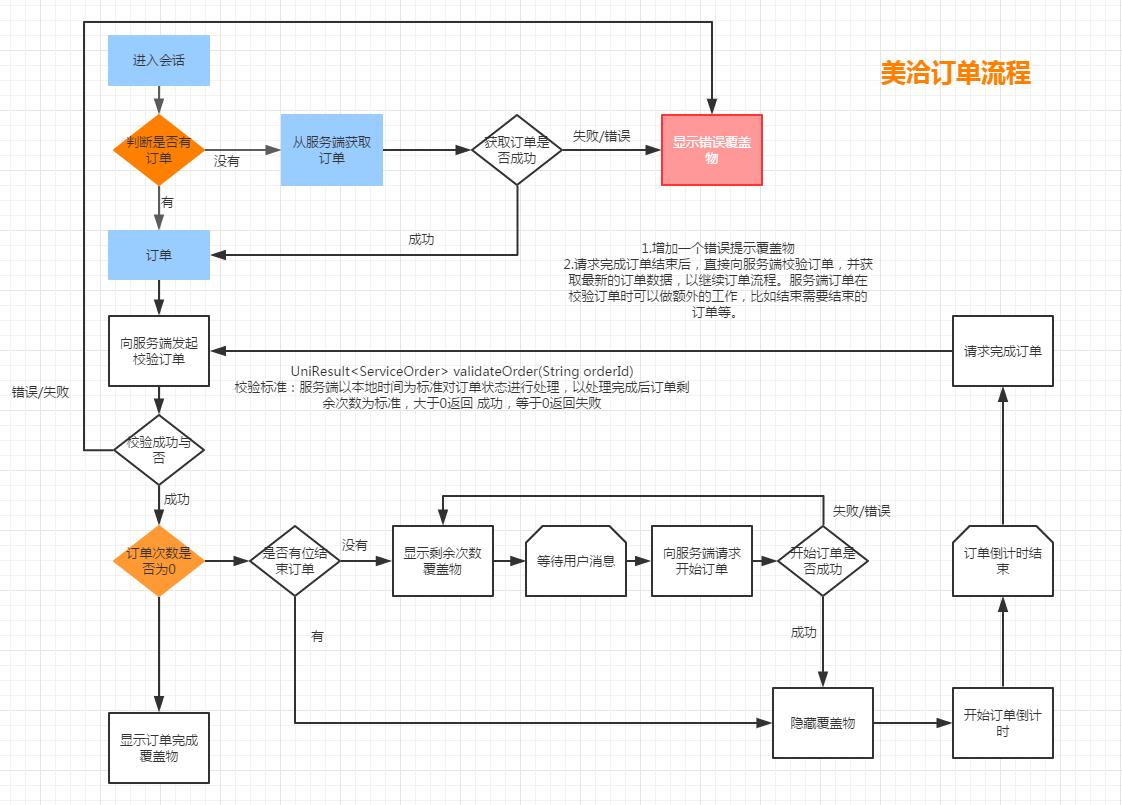 美洽订单流程
进入会话
判断是否有
订单
没有
从服务端获取
订单
获取订单是
否成功
失败/错误
显示错误覆盖
物
有
成功
订单
1.增加一个错误提示覆盖物
2.请求完成订单结束后，直接向服务端校验订单，并获
取最新的订单数据，以继续订单流程。服务端订单在
校验订单时可以做额外的工作，比如结束需要结束的
订单等。
向服务端发起
校验订单
请求完成订单
UniResult<ServiceOrder> validateOrder(String orderId)
校验标准：服务端以本地时间为标准对订单状态进行处理，以处理完成后订单剩
余次数为标准，大于0返回 成功，等于0返回失败
错误/失败
校验成功与
否
成功
订单次数是
否为0
是否有位结
束订单
没有
显示剩余次数
覆盖物
等待用户消息
向服务端请求
开始订单
开始订单是
否成功
失败/错误
订单倒计时结
束
有
成功
显示订单完成
覆盖物
隐藏覆盖物
开始订单倒计
时